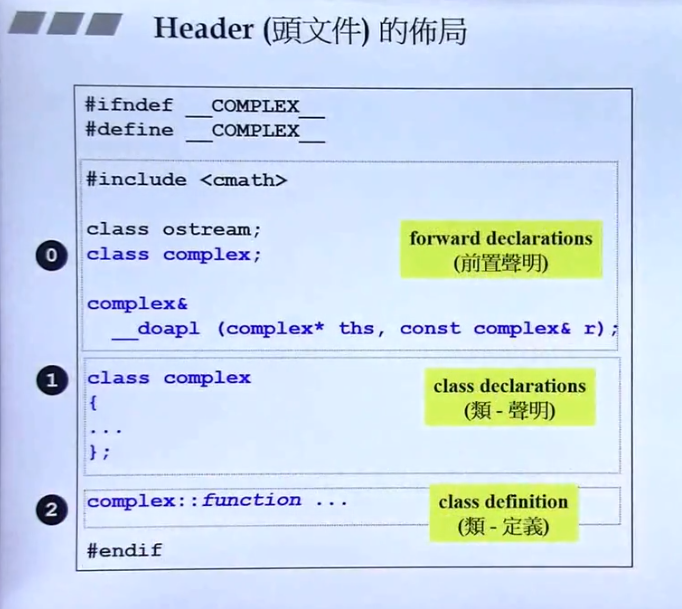 Header (頭文件) 的佈局
#ifndef __COMPLEX__
#define __COMPLEX__
#include <cmath>
class ostream;
0
class complex;
forward declarations
(前置聲明)
complex&
__doapl (complex* ths, const complex& r);
1
class complex
{
...
};
class declarations
(類 - 聲明)
2
complex::function ...
class definition
(類 - 定義)
#endif